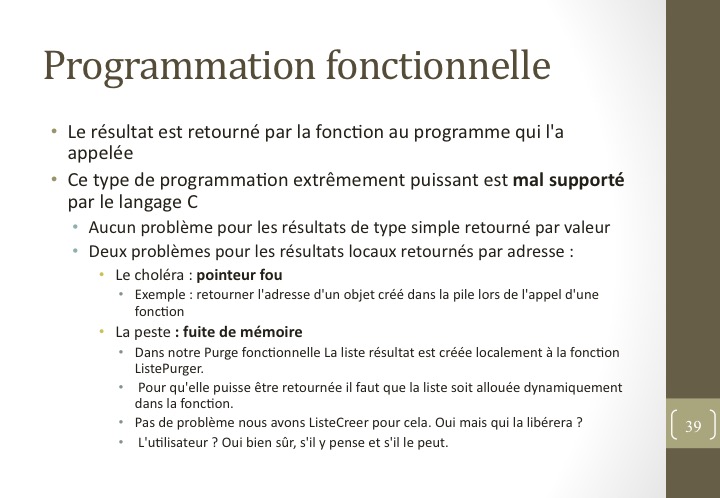 Programmation fonctionnelle
• Le résultat est retourné par la fonction au programme qui l'a
appelée
• Ce type de programmation extrêmement puissant est mal supporté
par le langage C
• Aucun problème pour les résultats de type simple retourné par valeur
• Deux problèmes pour les résultats locaux retournés par adresse :
• Le choléra : pointeur fou
• Exemple : retourner l'adresse d'un objet créé dans la pile lors de l'appel d'une
fonction
• La peste : fuite de mémoire
• Dans notre Purge fonctionnelle La liste résultat est créée localement à la fonction
ListePurger.
• Pour qu'elle puisse être retournée il faut que la liste soit allouée dynamiquement
dans la fonction.
• Pas de problème nous avons ListeCreer pour cela. Oui mais qui la libérera ?
• L'utilisateur ? Oui bien sûr, s'il y pense et s'il le peut.
39